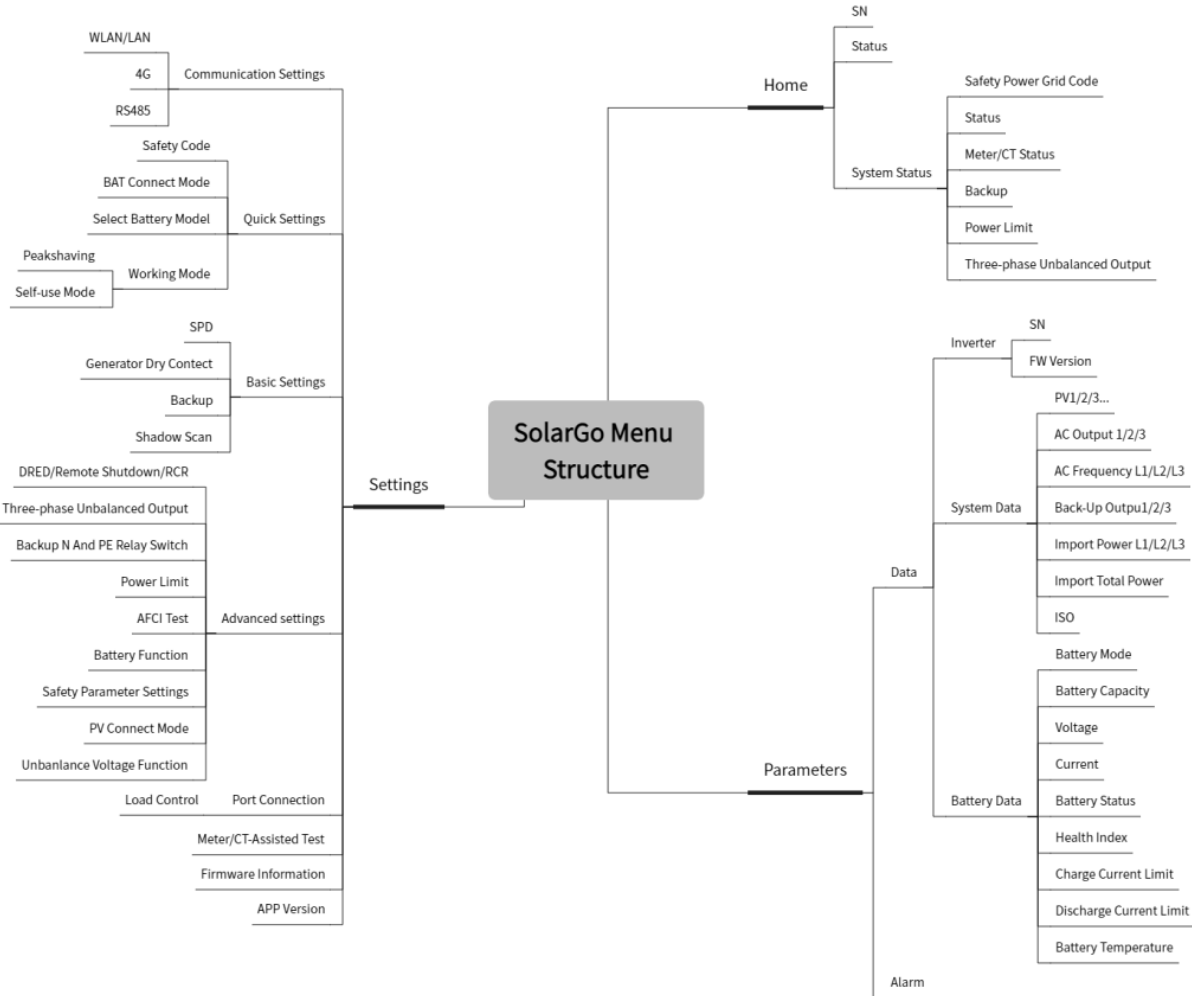 SolarGo Menu
Structure
Home
SN
Status
System Status
Safety Power Grid Code
Status
Meter/CT Status
Backup
Power Limit
Three-phase Unbalanced Output
Parameters
Data
Inverter
SN
FW Version
System Data
PV1/2/3...
AC Output 1/2/3
AC Frequency L1/L2/L3
Back-Up Outpu1/2/3
Import Power L1/L2/L3
Import Total Power
ISO
Battery Data
Battery Mode
Battery Capacity
Voltage
Current
Battery Status
Health Index
Charge Current Limit
Discharge Current Limit
Battery Temperature
Alarm
Settings
Communication Settings
WLAN/LAN
4G
RS485
Quick Settings
Safety Code
BAT Connect Mode
Select Battery Model
Working Mode
Peakshaving
Self-use Mode
Basic Settings
SPD
Generator Dry Contect
Backup
Shadow Scan
Advanced settings
DRED/Remote Shutdown/RCR
Three-phase Unbalanced Output
Backup N And PE Relay Switch
Power Limit
AFCI Test
Battery Function
Safety Parameter Settings
PV Connect Mode
Unbanlance Voltage Function
Port Connection
Load Control
Meter/CT-Assisted Test
Firmware Information
APP Version